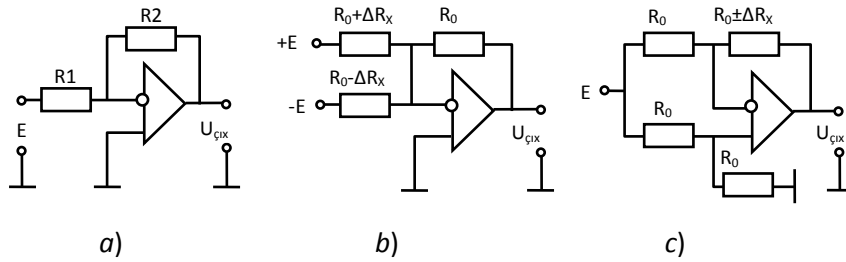 R1
R2
E
Uçıx
a)
+E
-E
R₀+ΔRₓ
R₀-ΔRₓ
R₀
Uçıx
b)
E
R₀
R₀±ΔRₓ
R₀
R₀
Uçıx
c)